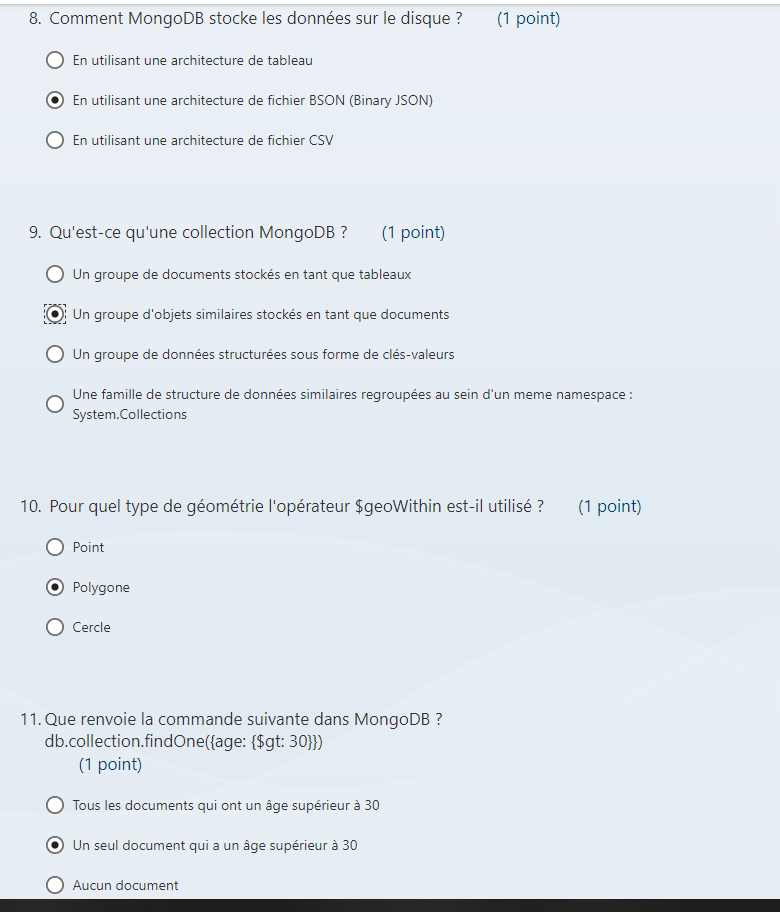 8. Comment MongoDB stocke les données sur le disque ? (1 point)
En utilisant une architecture de tableau
En utilisant une architecture de fichier BSON (Binary JSON)
En utilisant une architecture de fichier CSV
9. Qu'est-ce qu'une collection MongoDB ? (1 point)
Un groupe de documents stockés en tant que tableaux
Un groupe d'objets similaires stockés en tant que documents
Un groupe de données structurées sous forme de clés-valeurs
Une famille de structure de données similaires regroupées au sein d'un meme namespace :
System.Collections
10. Pour quel type de géométrie l'opérateur $geoWithin est-il utilisé ? (1 point)
Point
Polygone
Cercle
11. Que renvoie la commande suivante dans MongoDB ?
db.collection.findOne({age: {$gt: 30}})
(1 point)
Tous les documents qui ont un âge supérieur à 30
Un seul document qui a un âge supérieur à 30
Aucun document